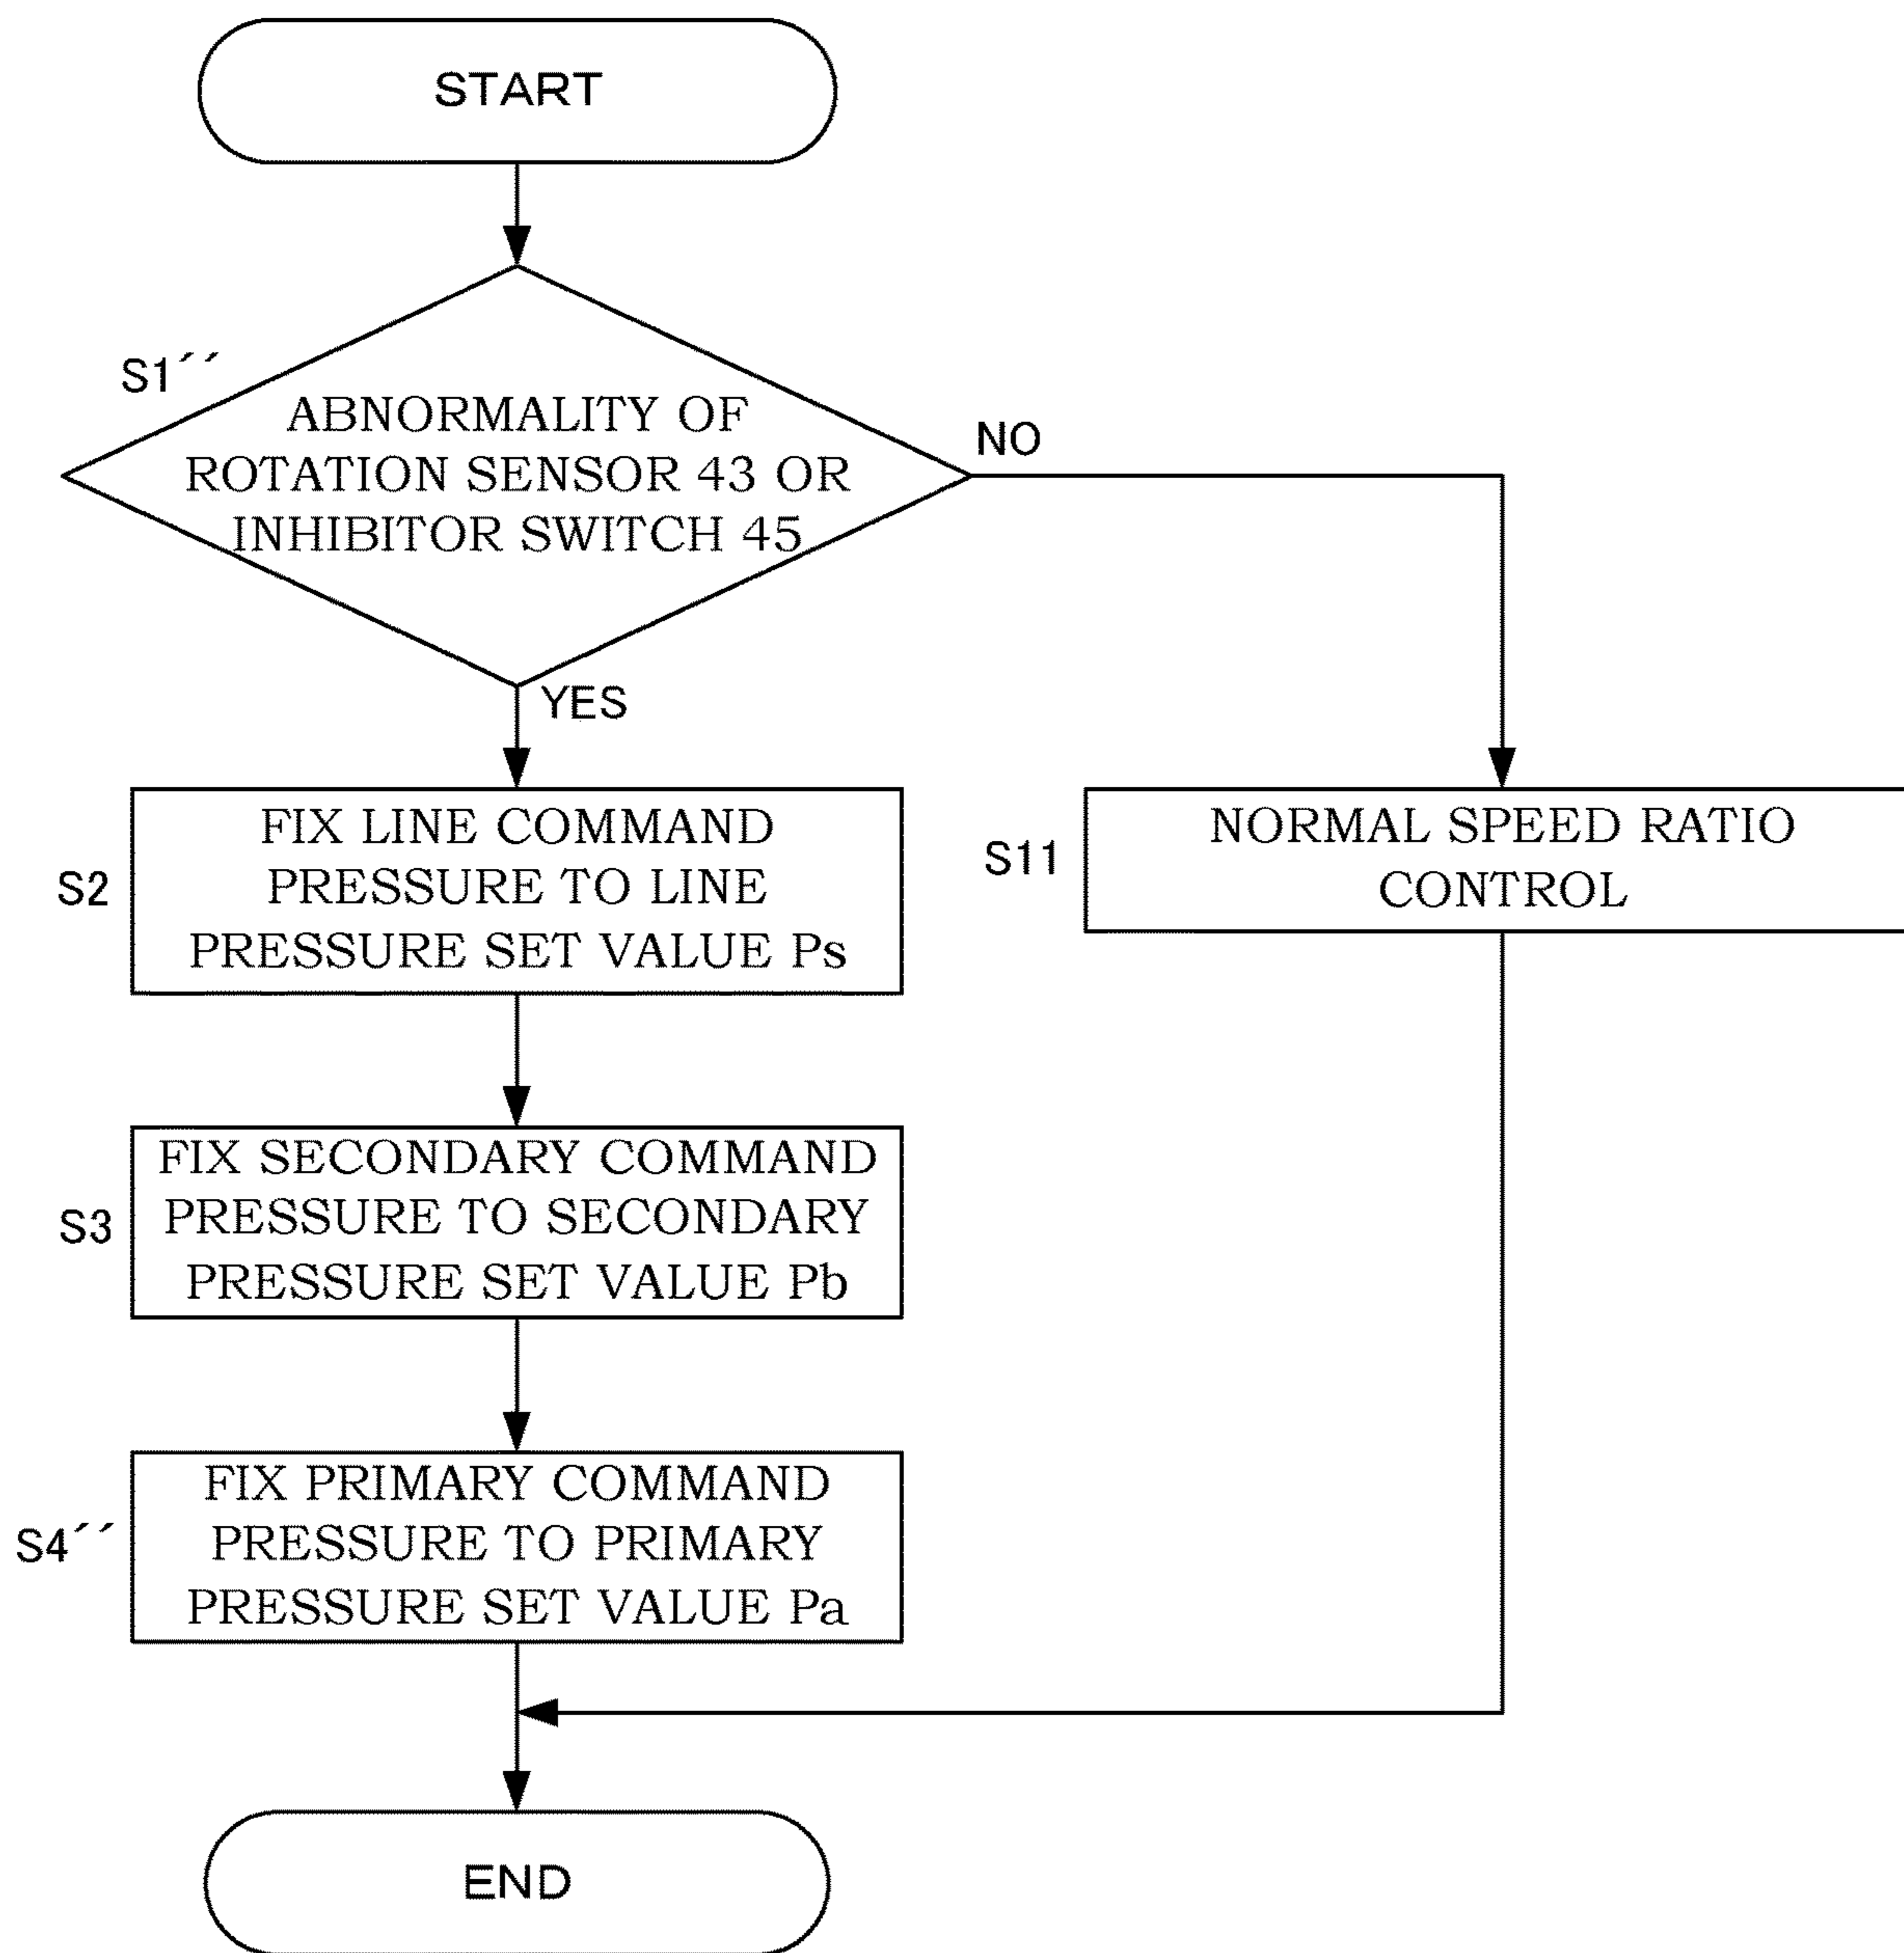 START
S1´´
ABNORMALITY OF
ROTATION SENSOR 43 OR
INHIBITOR SWITCH 45
NO
YES
S2
FIX LINE COMMAND
PRESSURE TO LINE
PRESSURE SET VALUE Ps
S11
NORMAL SPEED RATIO
CONTROL
S3
FIX SECONDARY COMMAND
PRESSURE TO SECONDARY
PRESSURE SET VALUE Pb
S4´´
FIX PRIMARY COMMAND
PRESSURE TO PRIMARY
PRESSURE SET VALUE Pa
END